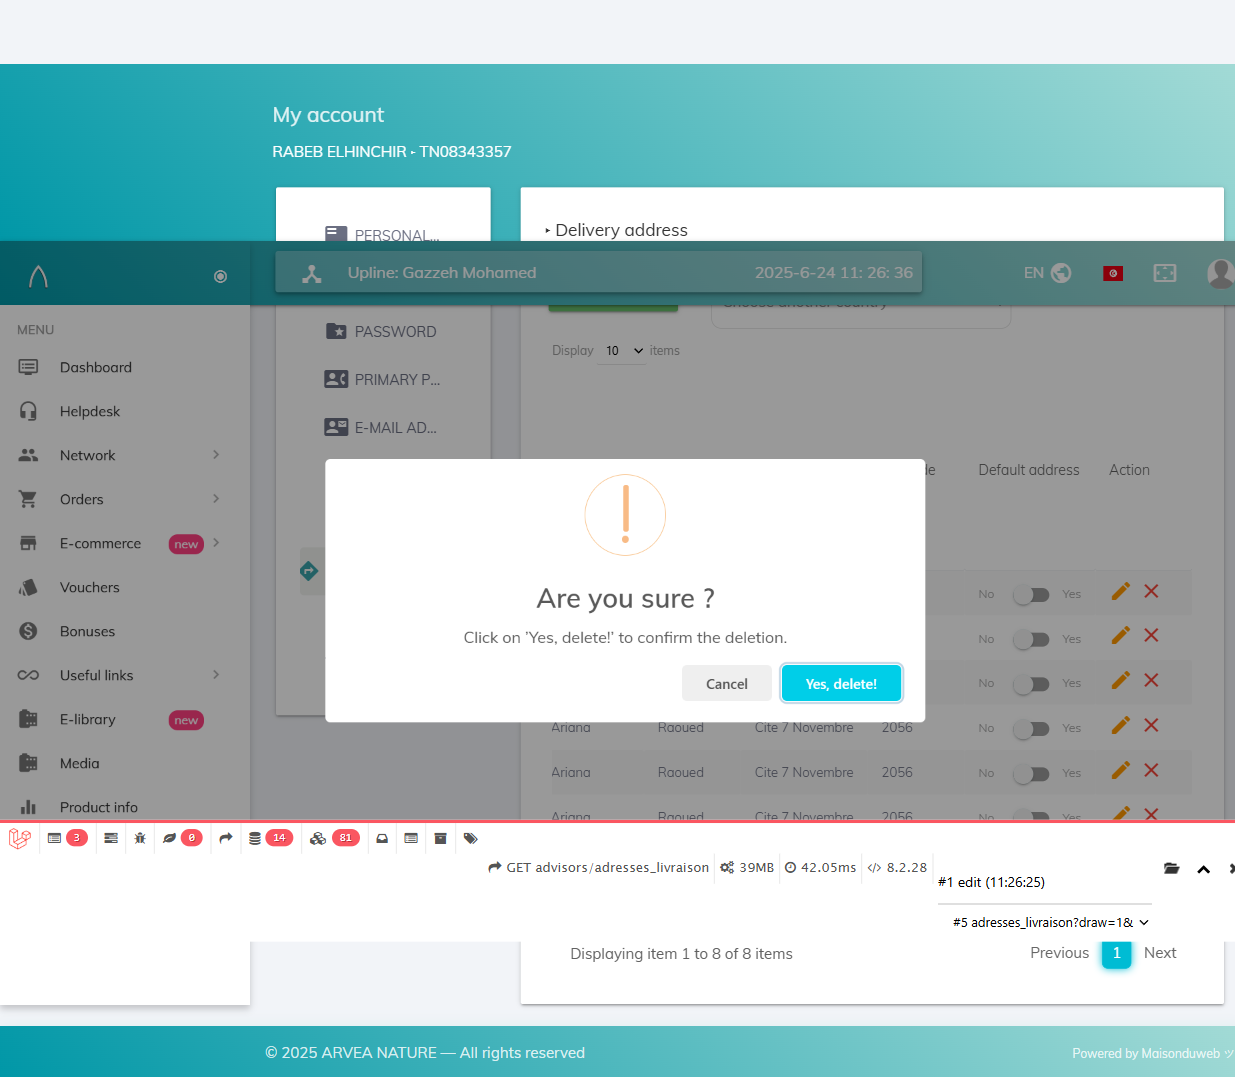 My account
RABEB ELHINCHIR - TN08343357
PERSONAL...
Delivery address
Upline: Gazzeh Mohamed
2025-6-24 11: 26: 36
EN
Choose another country
MENU
Dashboard
Helpdesk
Network
Orders
E-commerce new
Vouchers
Bonuses
Useful links
E-library new
Media
Product info
PASSWORD
PRIMARY P...
E-MAIL AD...
Display 10 items
Default address Action
No Yes
No Yes
No Yes
Are you sure ?
Click on 'Yes, delete!' to confirm the deletion.
Cancel Yes, delete!
Ariana Raoued Cite 7 Novembre 2056 No Yes
Ariana Raoued Cite 7 Novembre 2056 No Yes
Ariana Raoued Cite 7 Novembre 2056 No Yes
3 0 14 81
GET advisors/adresses_livraison 39MB 42.05ms 8.2.28
#1 edit (11:26:25)
#5 adresses_livraison?draw=1&
Displaying item 1 to 8 of 8 items
Previous 1 Next
© 2025 ARVEA NATURE — All rights reserved
Powered by Maisonduweb ツ